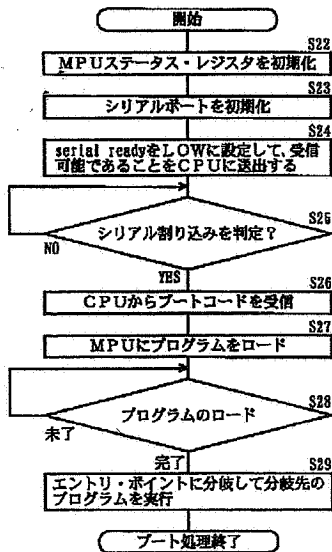 開始
S22
MPUステータス・レジスタを初期化
S23
シリアルポートを初期化
S24
serial readyをLOWに設定して、受信
可能であることをCPUに送出する
S25
シリアル割り込みを判定?
NO
YES
S26
CPUからブートコードを受信
S27
MPUにプログラムをロード
S28
プログラムのロード
未了
完了
S29
エントリ・ポイントに分岐して分岐先の
プログラムを実行
ブート処理終了